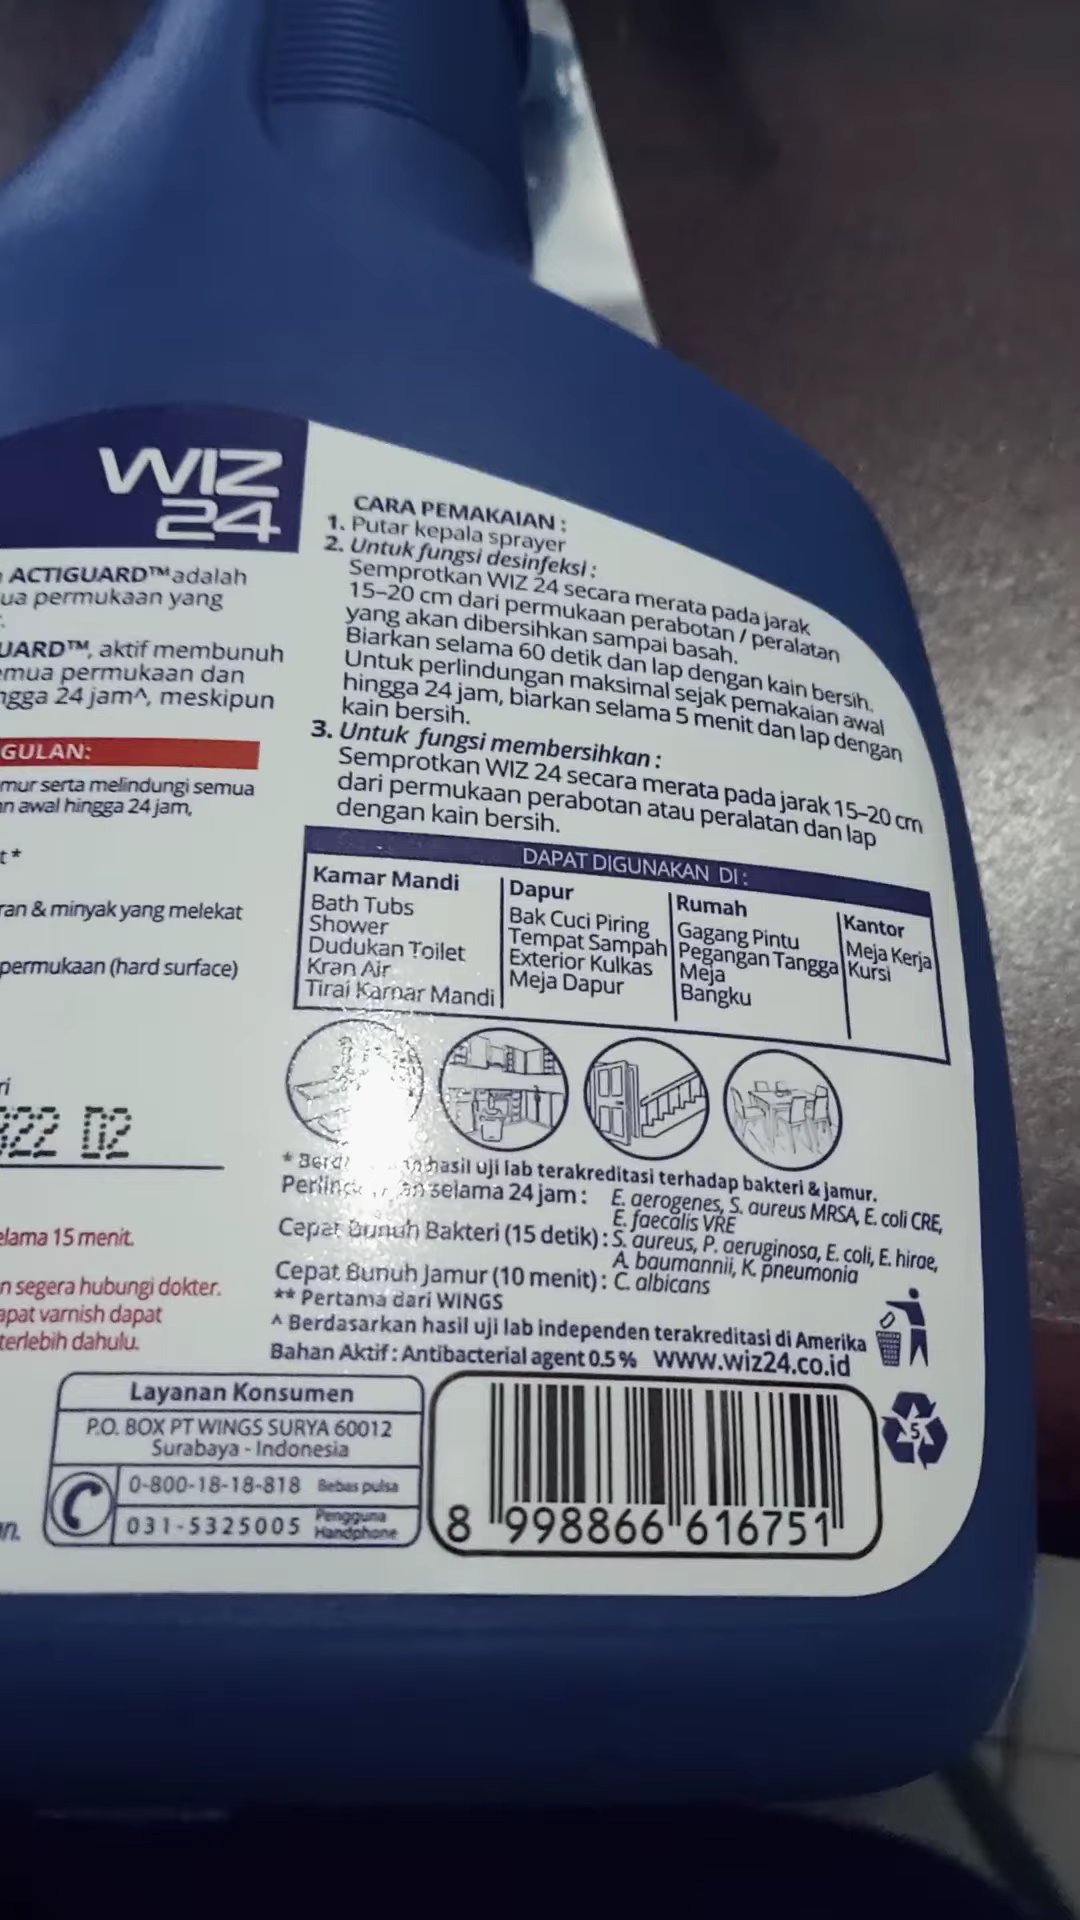 WIZ
24
ACTIGUARD™ adalah
ua permukaan yang
UARD™, aktif membunuh
emua permukaan dan
ngga 24 jam^, meskipun
GULAN:
mur serta melindungi semua
an awal hingga 24 jam,
t*
ran & minyak yang melekat
permukaan (hard surface)
ri
322 D2
elama 15 menit.
n segera hubungi dokter.
apat varnish dapat
terlebih dahulu.
an.
CARA PEMAKAIAN :
1. Putar kepala sprayer
2. Untuk fungsi desinfeksi :
Semprotkan WIZ 24 secara merata pada jarak
15–20 cm dari permukaan perabotan / peralatan
yang akan dibersihkan sampai basah.
Biarkan selama 60 detik dan lap dengan kain bersih.
Untuk perlindungan maksimal sejak pemakaian awal
hingga 24 jam, biarkan selama 5 menit dan lap dengan
kain bersih.
3. Untuk fungsi membersihkan :
Semprotkan WIZ 24 secara merata pada jarak 15–20 cm
dari permukaan perabotan atau peralatan dan lap
dengan kain bersih.
DAPAT DIGUNAKAN DI :
Kamar Mandi
Bath Tubs
Shower
Dudukan Toilet
Kran Air
Tirai Kamar Mandi
Dapur
Bak Cuci Piring
Tempat Sampah
Exterior Kulkas
Meja Dapur
Rumah
Gagang Pintu
Pegangan Tangga
Meja
Bangku
Kantor
Meja Kerja
Kursi
* hasil uji lab terakreditasi terhadap bakteri & jamur.
selama 24 jam : E. aerogenes, S. aureus MRSA, E. coli CRE,
E. faecalis VRE
Cepat Bunuh Bakteri (15 detik) : S. aureus, P. aeruginosa, E. coli, E. hirae,
A. baumannii, K. pneumonia
Cepat Bunuh Jamur (10 menit) : C. albicans
** Pertama dari WINGS
^ Berdasarkan hasil uji lab independen terakreditasi di Amerika
Bahan Aktif : Antibacterial agent 0.5 % www.wiz24.co.id
Layanan Konsumen
P.O. BOX PT WINGS SURYA 60012
Surabaya - Indonesia
0-800-18-18-818 Bebas pulsa
031-5325005 Pengguna Handphone
8 998866 616751
5